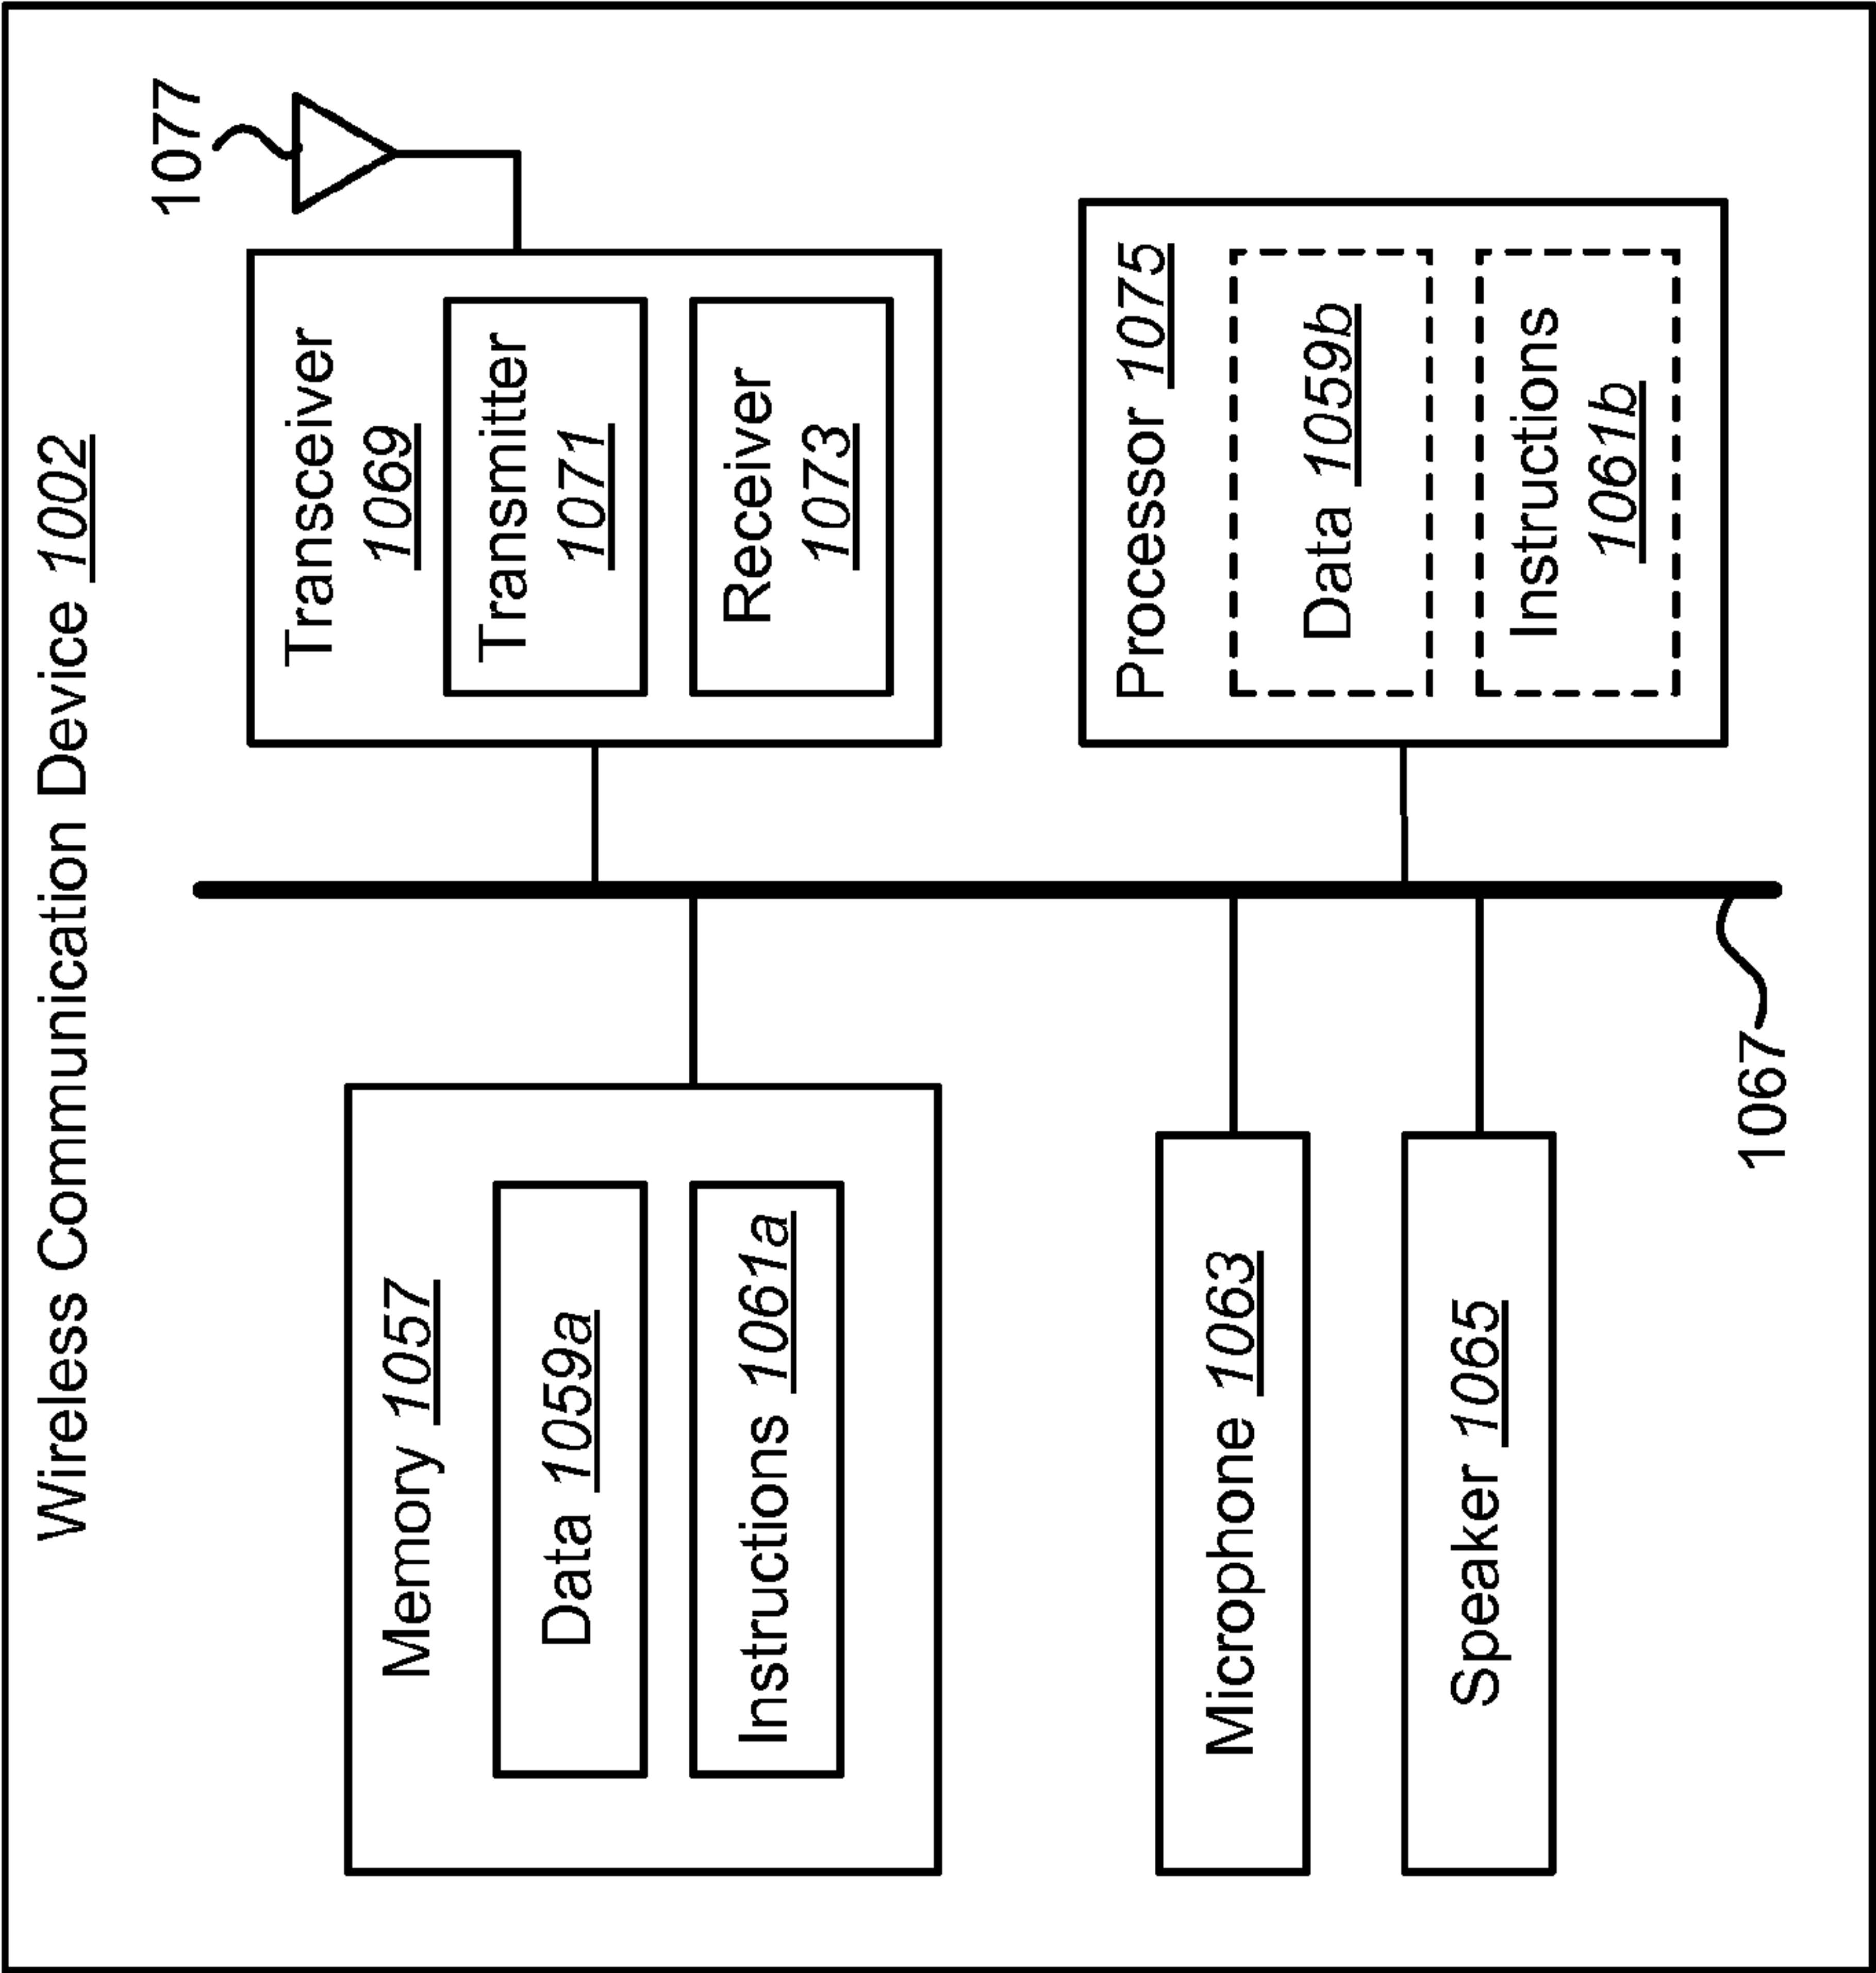 Wireless Communication Device 1002
1077
Memory 1057
Data 1059a
Instructions 1061a
Transceiver
1069
Transmitter
1071
Receiver
1073
Microphone 1063
Speaker 1065
Processor 1075
Data 1059b
Instructions
1061b
1067